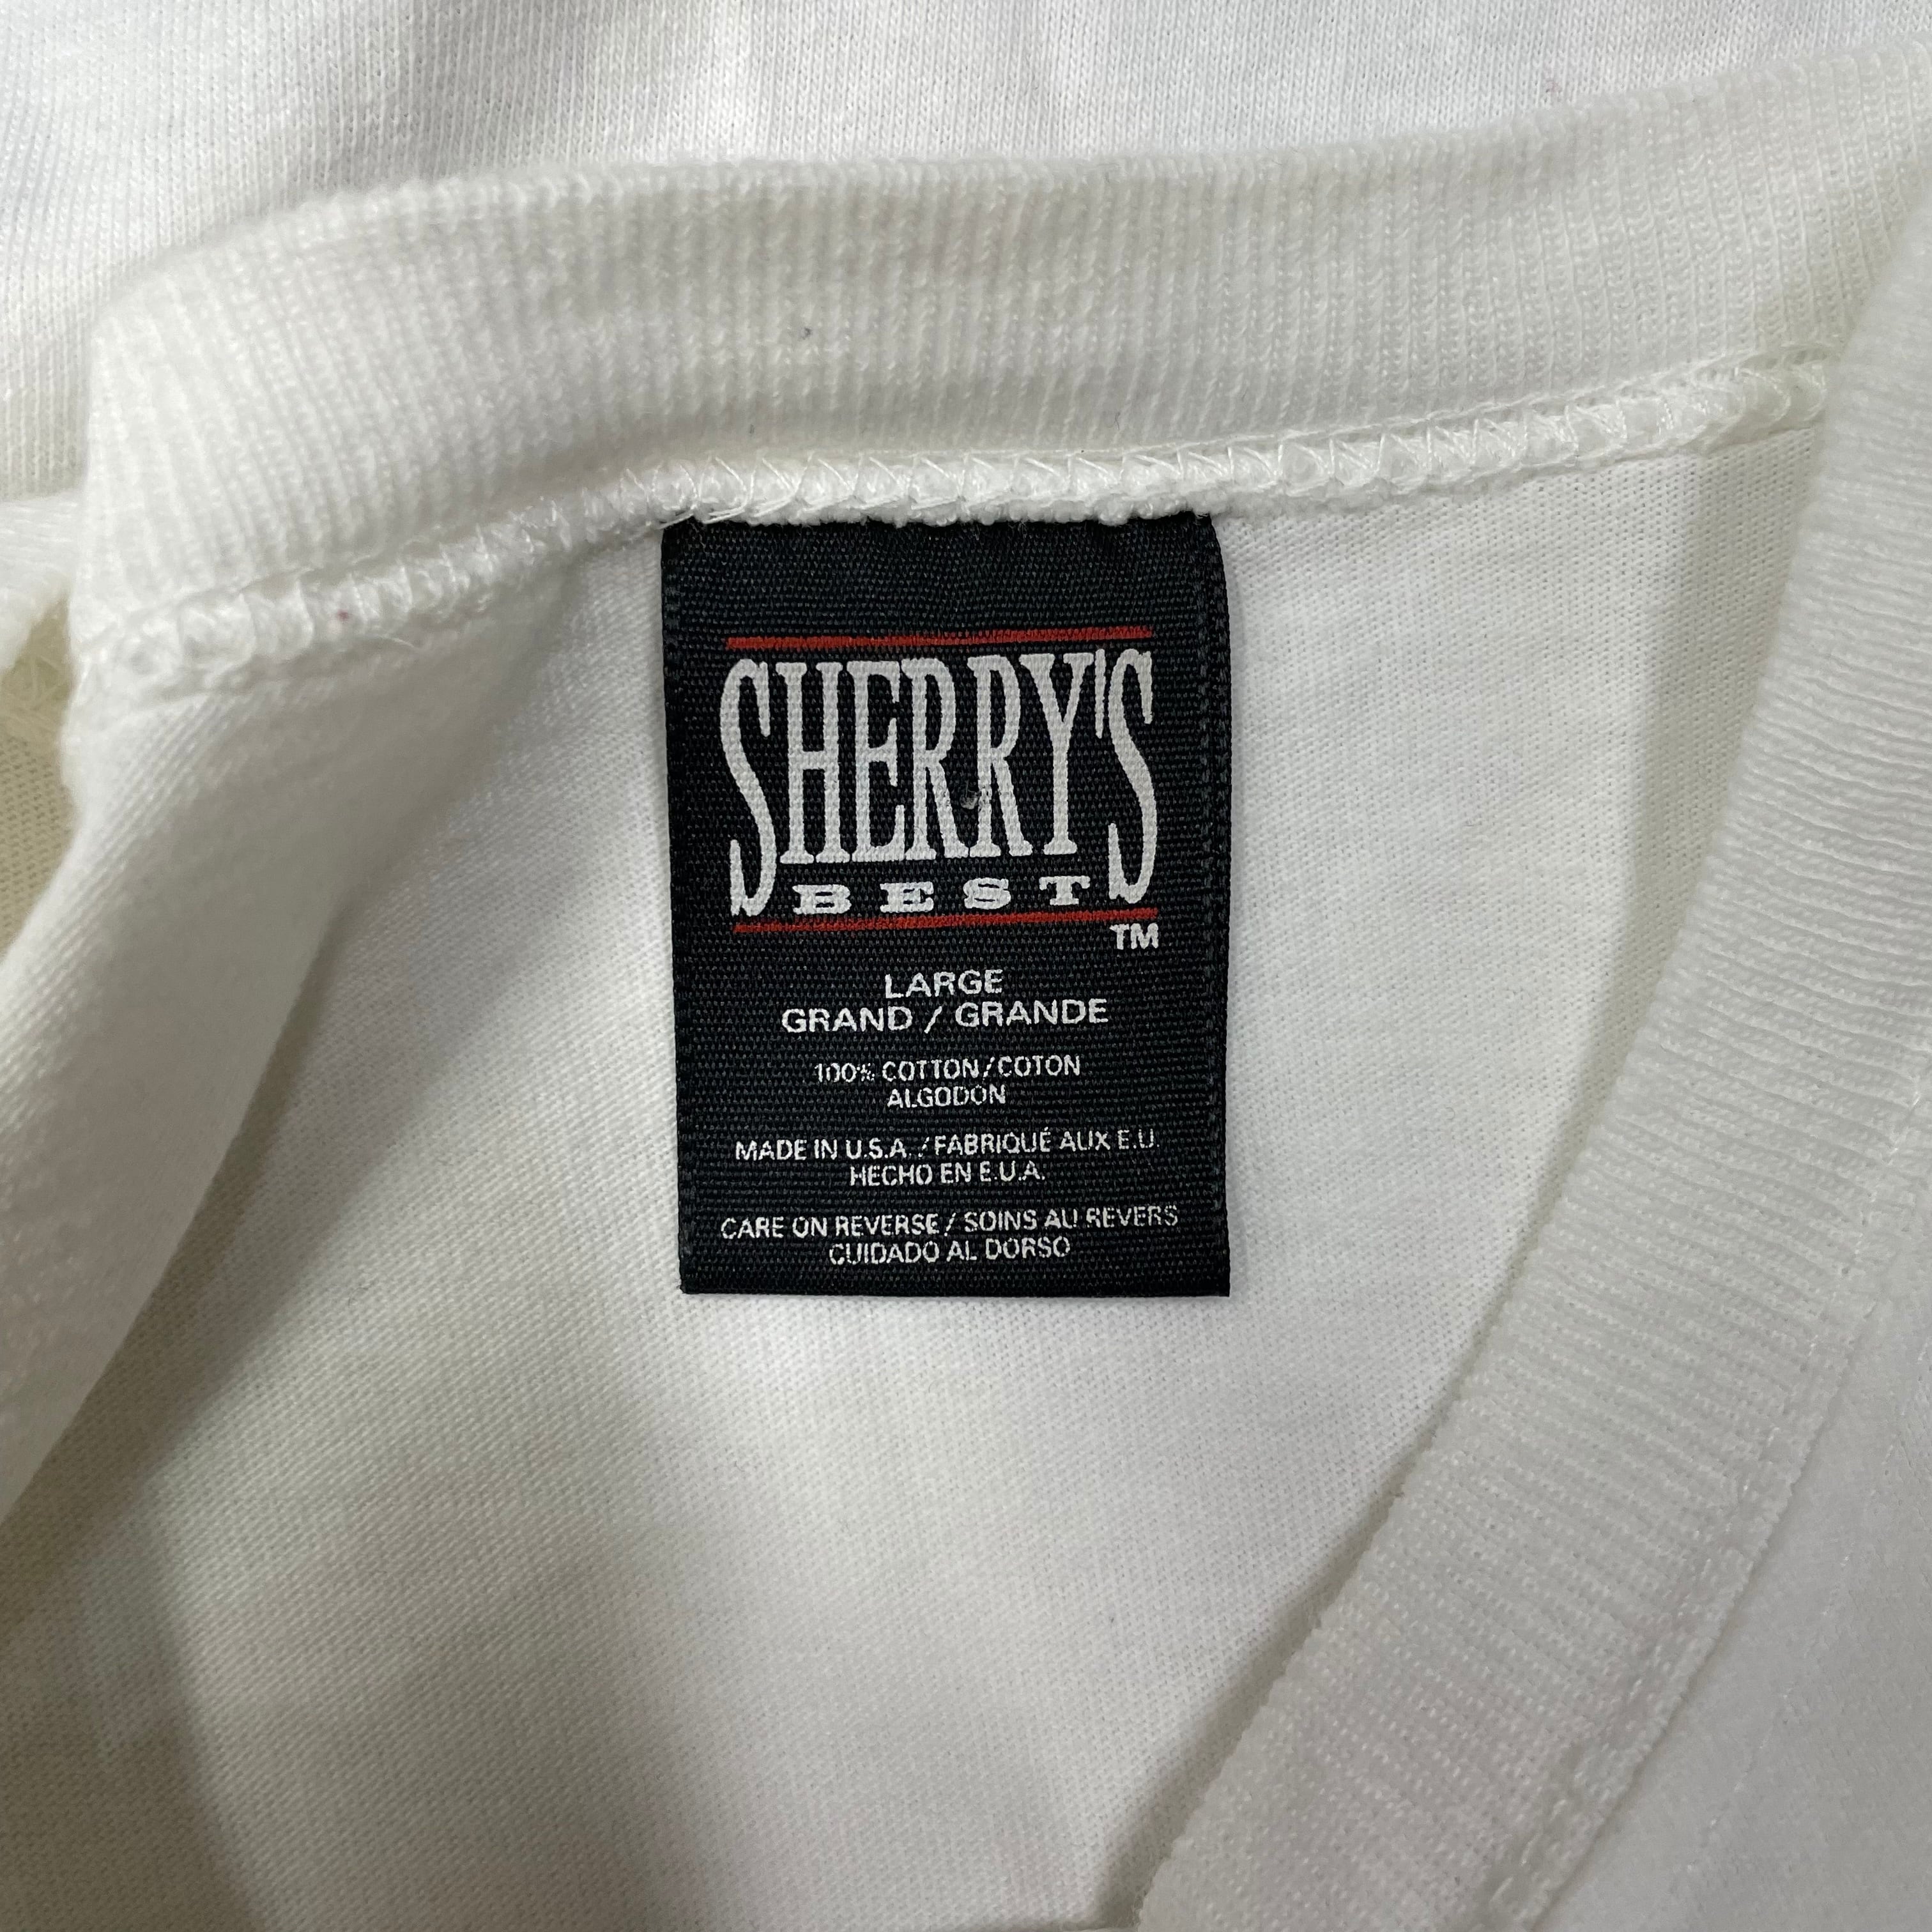 SHERRY'S
BEST
TM
LARGE
GRAND / GRANDE
100% COTTON/COTON
ALGODON
MADE IN U.S.A. / FABRIQUÉ AUX E.U.
HECHO EN E.U.A.
CARE ON REVERSE / SOINS AU REVERS
CUIDADO AL DORSO